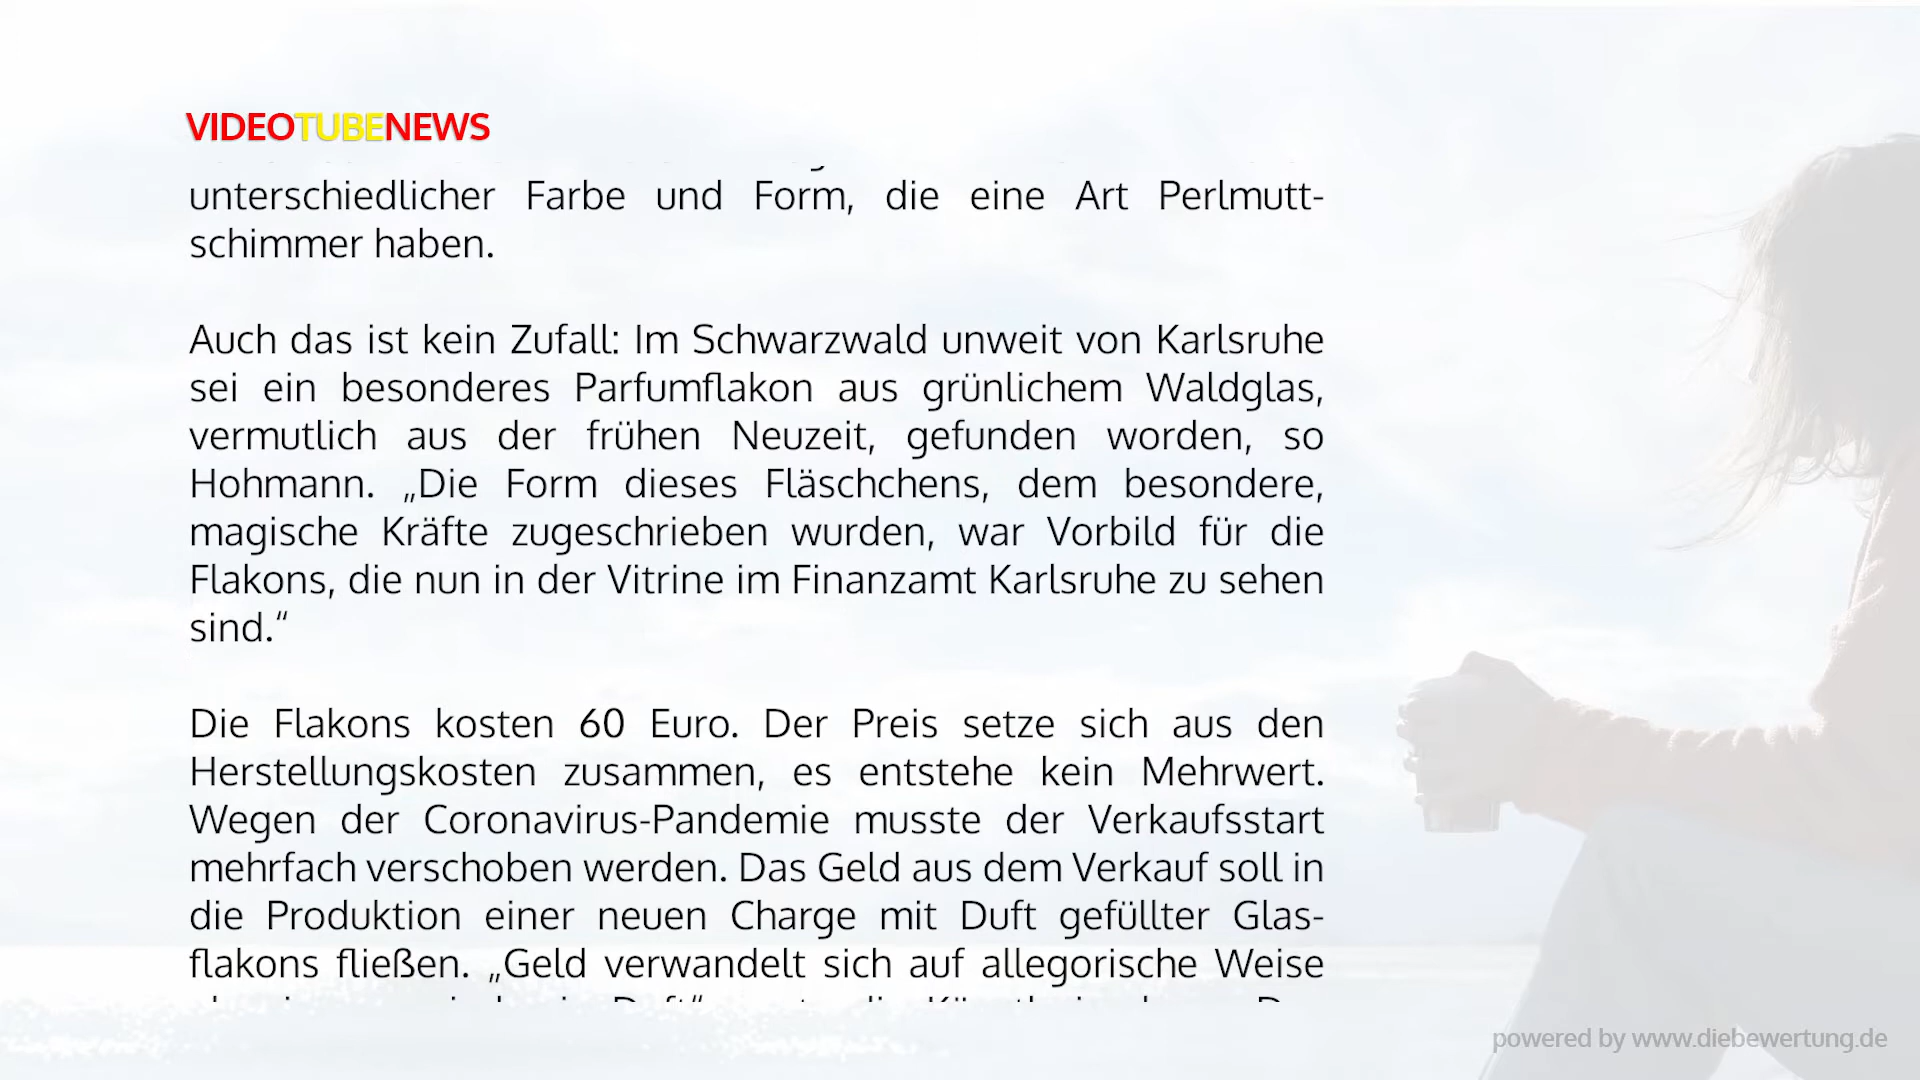 VIDEOTUBENEWS
unterschiedlicher Farbe und Form, die eine Art Perlmutt-
schimmer haben.
Auch das ist kein Zufall: Im Schwarzwald unweit von Karlsruhe
sei ein besonderes Parfumflakon aus grünlichem Waldglas,
vermutlich aus der frühen Neuzeit, gefunden worden, so
Hohmann. „Die Form dieses Fläschchens, dem besondere,
magische Kräfte zugeschrieben wurden, war Vorbild für die
Flakons, die nun in der Vitrine im Finanzamt Karlsruhe zu sehen
sind.“
Die Flakons kosten 60 Euro. Der Preis setze sich aus den
Herstellungskosten zusammen, es entstehe kein Mehrwert.
Wegen der Coronavirus-Pandemie musste der Verkaufsstart
mehrfach verschoben werden. Das Geld aus dem Verkauf soll in
die Produktion einer neuen Charge mit Duft gefüllter Glas-
flakons fließen. „Geld verwandelt sich auf allegorische Weise
powered by www.diebewertung.de